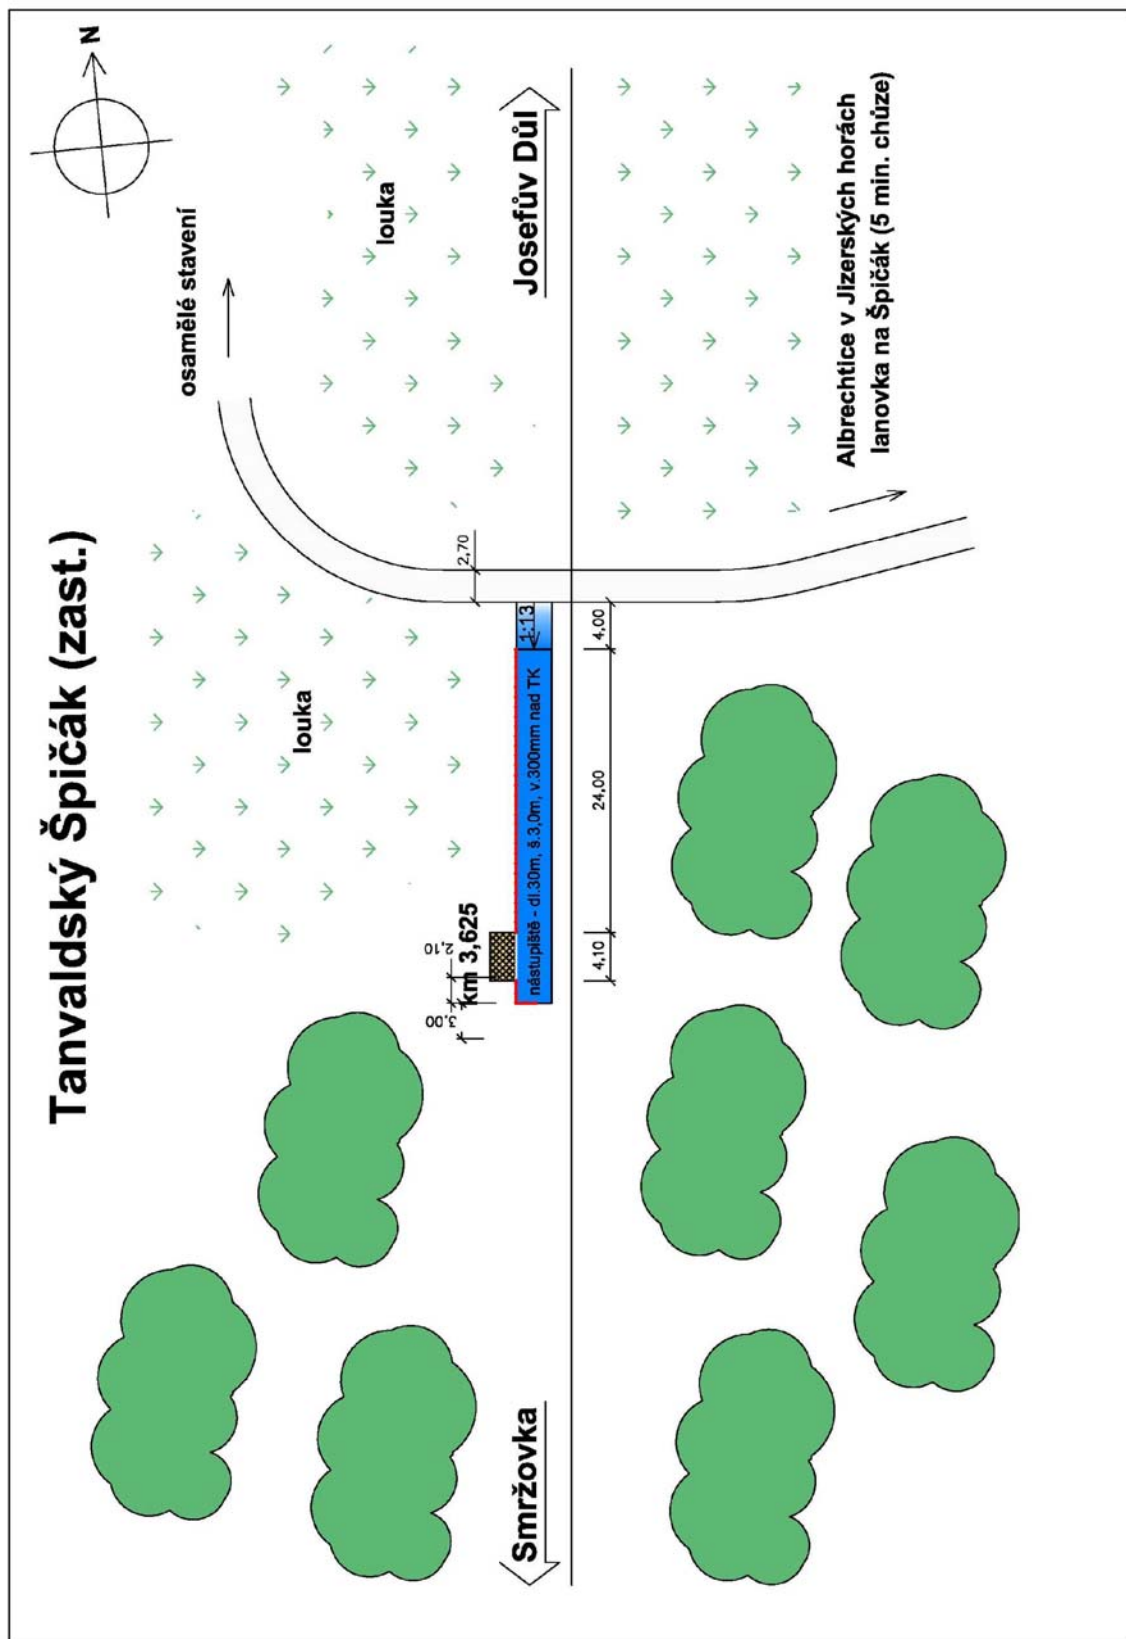 Tanvaldský Špičák (zast.)
N
osamělé stavení
louka
louka
Josefův Důl
Smržovka
km 3,625
2,10
3,00
2,70
1:13
nástupiště - dl.30m, š.3,0m, v.300mm nad TK
4,10
24,00
4,00
Albrechtice v Jizerských horách
lanovka na Špičák (5 min. chůze)